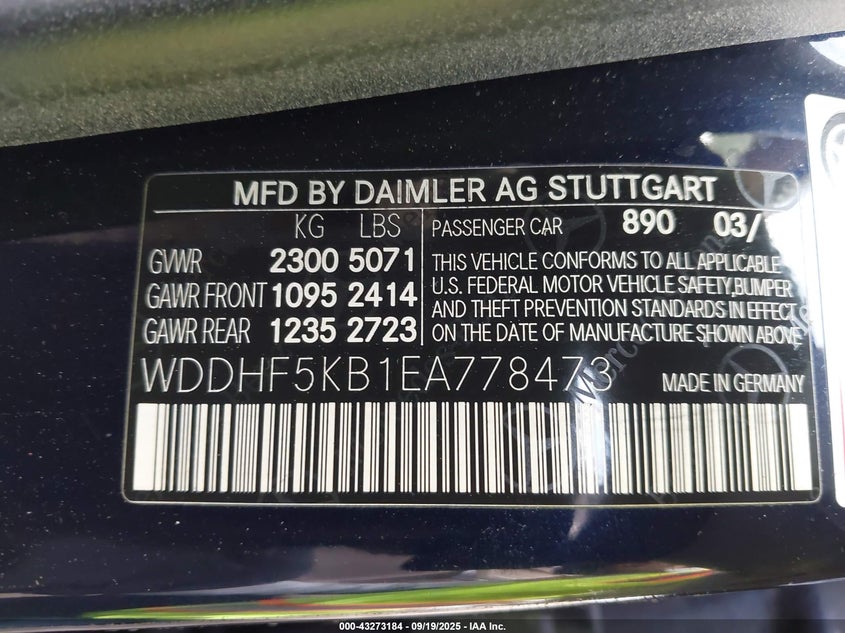 MFD BY DAIMLER AG STUTTGART
KG LBS
GVWR 2300 5071
GAWR FRONT 1095 2414
GAWR REAR 1235 2723
PASSENGER CAR 890 03/
THIS VEHICLE CONFORMS TO ALL APPLICABLE
U.S. FEDERAL MOTOR VEHICLE SAFETY, BUMPER
AND THEFT PREVENTION STANDARDS IN EFFECT
ON THE DATE OF MANUFACTURE SHOWN ABOVE
WDDHF5KB1EA778473 MADE IN GERMANY
000-43273184 - 09/19/2025 - IAA Inc.